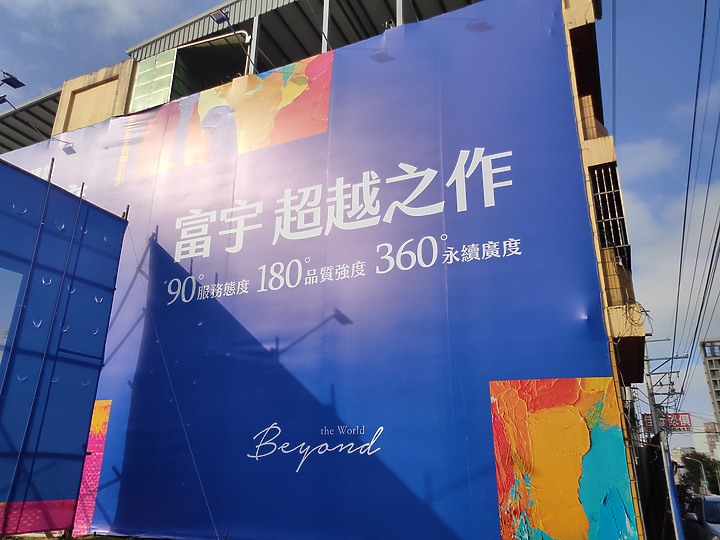 富宇 超越之作
90°服務態度 180°品質強度 360°永續廣度
the World
Beyond